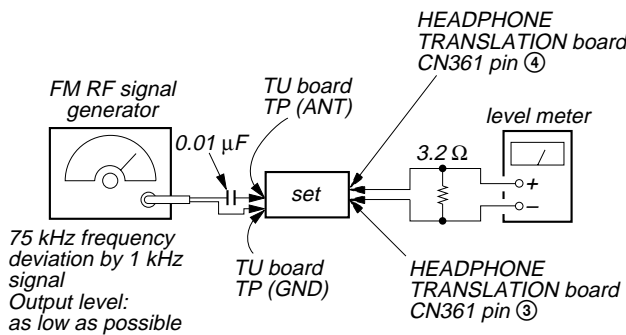 HEADPHONE
TRANSLATION board
CN361 pin ④
FM RF signal
generator
TU board
TP (ANT)
level meter
0.01 µF
3.2 Ω
set
+
–
75 kHz frequency
deviation by 1 kHz
signal
Output level:
as low as possible
TU board
TP (GND)
HEADPHONE
TRANSLATION board
CN361 pin ③